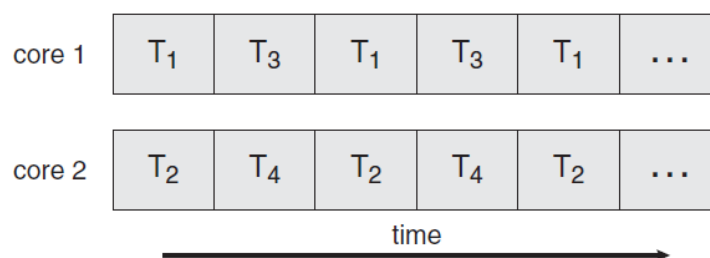 core 1 T₁ T₃ T₁ T₃ T₁ ...
core 2 T₂ T₄ T₂ T₄ T₂ ...
time